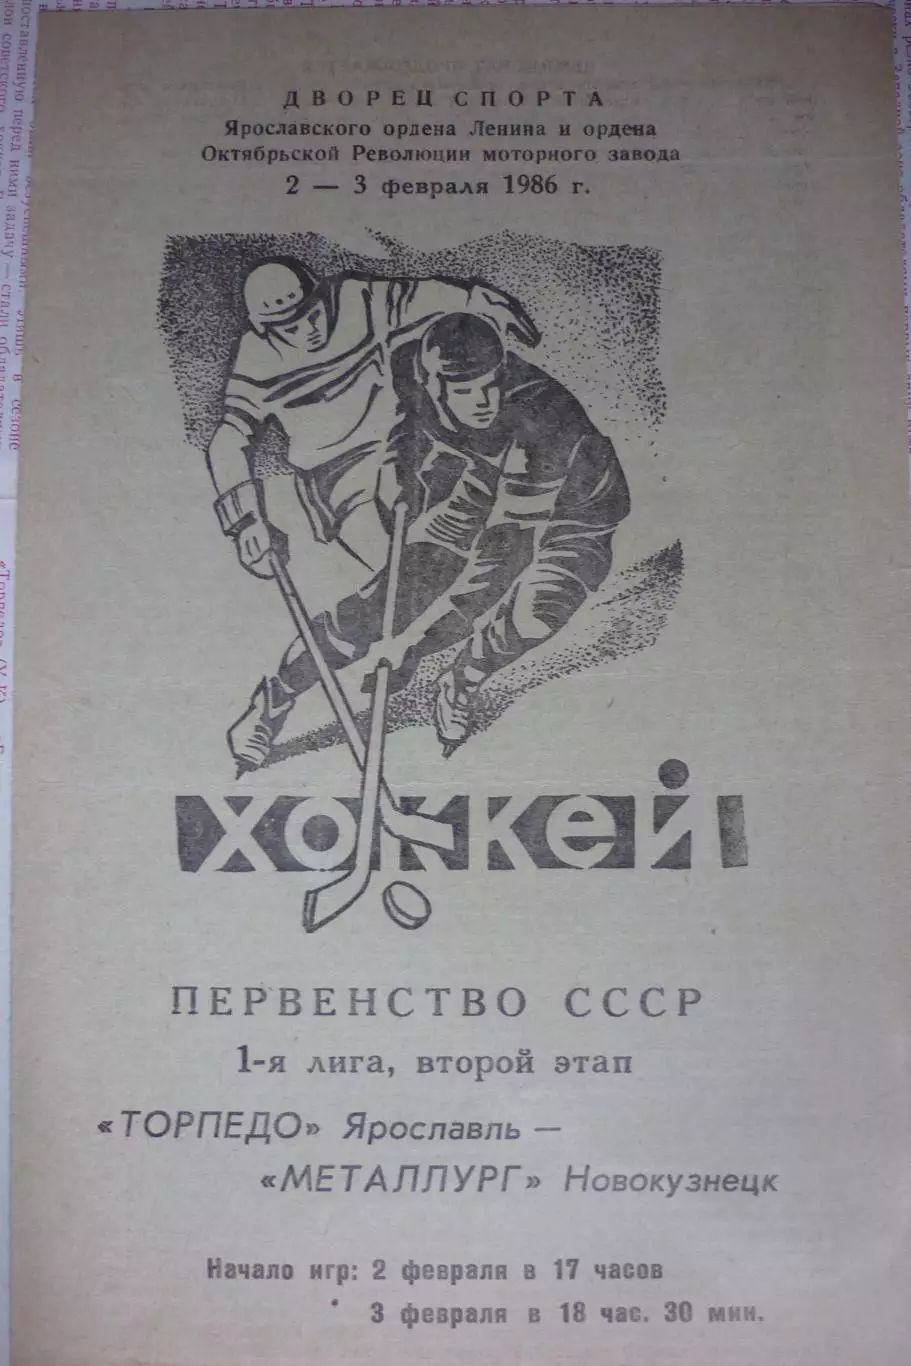 ДВОРЕЦ СПОРТА
Ярославского ордена Ленина и ордена
Октябрьской Революции моторного завода
2 — 3 февраля 1986 г.
ХОККЕЙ
ПЕРВЕНСТВО СССР
1-я лига, второй этап
«ТОРПЕДО» Ярославль —
«МЕТАЛЛУРГ» Новокузнецк
Начало игр: 2 февраля в 17 часов
3 февраля в 18 час. 30 мин.